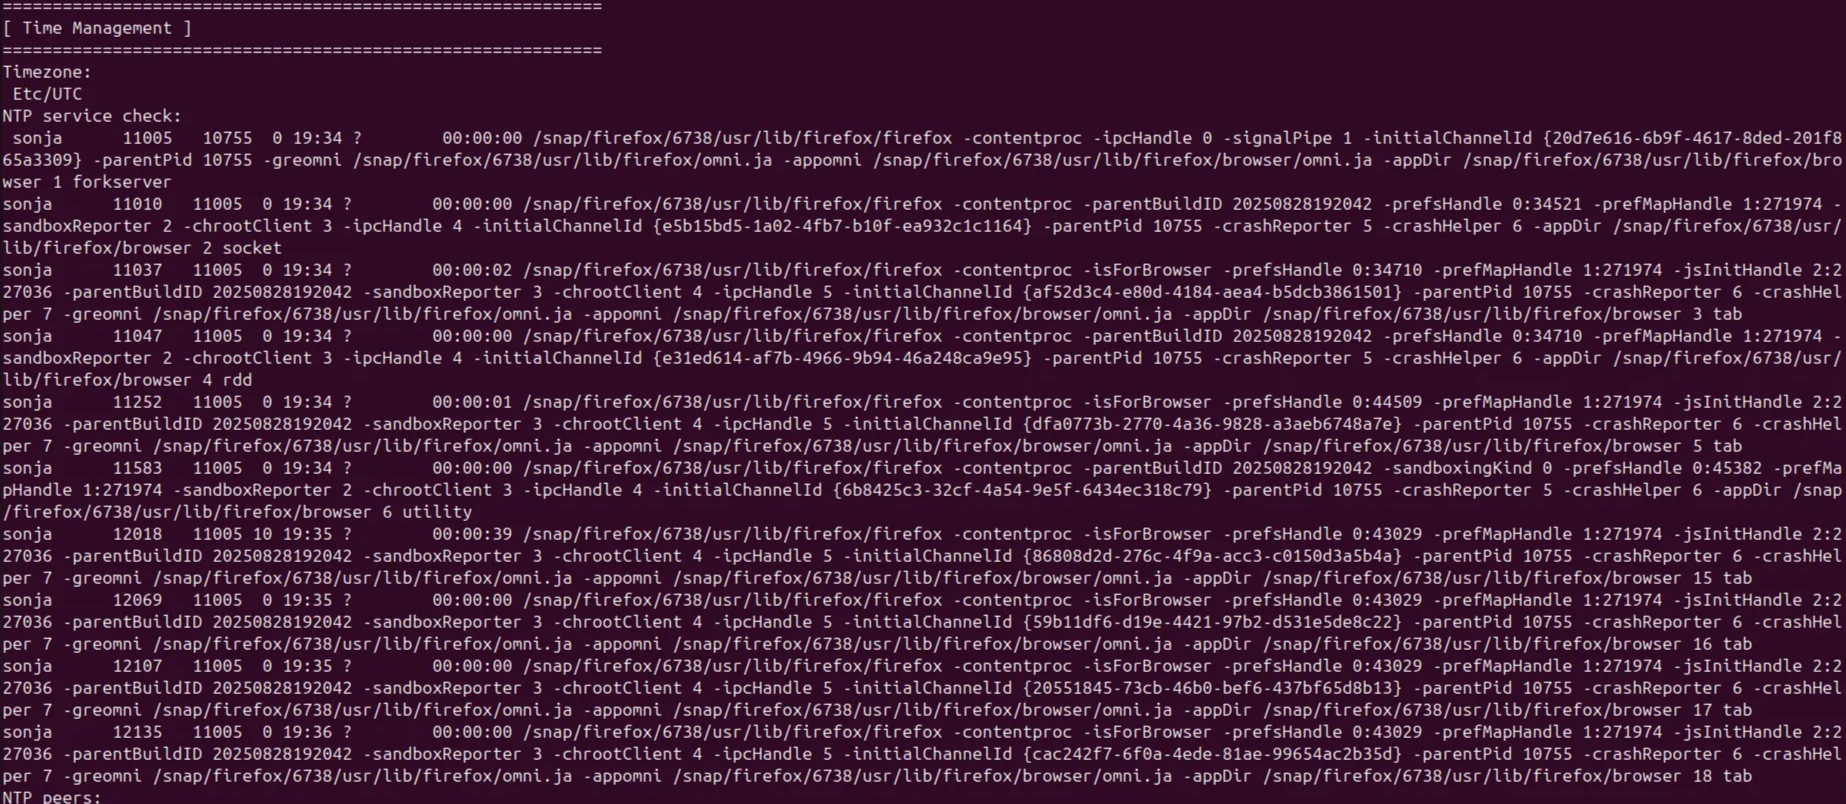 ============================================================
[ Time Management ]
============================================================
Timezone:
 Etc/UTC
NTP service check:
 sonja      11005   10755  0 19:34 ?        00:00:00 /snap/firefox/6738/usr/lib/firefox/firefox -contentproc -ipcHandle 0 -signalPipe 1 -initialChannelId {20d7e616-6b9f-4617-8ded-201f8
65a3309} -parentPid 10755 -greomni /snap/firefox/6738/usr/lib/firefox/omni.ja -appomni /snap/firefox/6738/usr/lib/firefox/browser/omni.ja -appDir /snap/firefox/6738/usr/lib/firefox/bro
wser 1 forkserver
sonja      11010   11005  0 19:34 ?        00:00:00 /snap/firefox/6738/usr/lib/firefox/firefox -contentproc -parentBuildID 20250828192042 -prefsHandle 0:34521 -prefMapHandle 1:271974 -
sandboxReporter 2 -chrootClient 3 -ipcHandle 4 -initialChannelId {e5b15bd5-1a02-4fb7-b10f-ea932c1c1164} -parentPid 10755 -crashReporter 5 -crashHelper 6 -appDir /snap/firefox/6738/usr/
lib/firefox/browser 2 socket
sonja      11037   11005  0 19:34 ?        00:00:02 /snap/firefox/6738/usr/lib/firefox/firefox -contentproc -isForBrowser -prefsHandle 0:34710 -prefMapHandle 1:271974 -jsInitHandle 2:2
27036 -parentBuildID 20250828192042 -sandboxReporter 3 -chrootClient 4 -ipcHandle 5 -initialChannelId {af52d3c4-e80d-4184-aea4-b5dcb3861501} -parentPid 10755 -crashReporter 6 -crashHel
per 7 -greomni /snap/firefox/6738/usr/lib/firefox/omni.ja -appomni /snap/firefox/6738/usr/lib/firefox/browser/omni.ja -appDir /snap/firefox/6738/usr/lib/firefox/browser 3 tab
sonja      11047   11005  0 19:34 ?        00:00:00 /snap/firefox/6738/usr/lib/firefox/firefox -contentproc -parentBuildID 20250828192042 -prefsHandle 0:34710 -prefMapHandle 1:271974 -
sandboxReporter 2 -chrootClient 3 -ipcHandle 4 -initialChannelId {e31ed614-af7b-4966-9b94-46a248ca9e95} -parentPid 10755 -crashReporter 5 -crashHelper 6 -appDir /snap/firefox/6738/usr/
lib/firefox/browser 4 rdd
sonja      11252   11005  0 19:34 ?        00:00:01 /snap/firefox/6738/usr/lib/firefox/firefox -contentproc -isForBrowser -prefsHandle 0:44509 -prefMapHandle 1:271974 -jsInitHandle 2:2
27036 -parentBuildID 20250828192042 -sandboxReporter 3 -chrootClient 4 -ipcHandle 5 -initialChannelId {dfa0773b-2770-4a36-9828-a3aeb6748a7e} -parentPid 10755 -crashReporter 6 -crashHel
per 7 -greomni /snap/firefox/6738/usr/lib/firefox/omni.ja -appomni /snap/firefox/6738/usr/lib/firefox/browser/omni.ja -appDir /snap/firefox/6738/usr/lib/firefox/browser 5 tab
sonja      11583   11005  0 19:34 ?        00:00:00 /snap/firefox/6738/usr/lib/firefox/firefox -contentproc -parentBuildID 20250828192042 -sandboxingKind 0 -prefsHandle 0:45382 -prefMa
pHandle 1:271974 -sandboxReporter 2 -chrootClient 3 -ipcHandle 4 -initialChannelId {6b8425c3-32cf-4a54-9e5f-6434ec318c79} -parentPid 10755 -crashReporter 5 -crashHelper 6 -appDir /snap
/firefox/6738/usr/lib/firefox/browser 6 utility
sonja      12018   11005 10 19:35 ?        00:00:39 /snap/firefox/6738/usr/lib/firefox/firefox -contentproc -isForBrowser -prefsHandle 0:43029 -prefMapHandle 1:271974 -jsInitHandle 2:2
27036 -parentBuildID 20250828192042 -sandboxReporter 3 -chrootClient 4 -ipcHandle 5 -initialChannelId {86808d2d-276c-4f9a-acc3-c0150d3a5b4a} -parentPid 10755 -crashReporter 6 -crashHel
per 7 -greomni /snap/firefox/6738/usr/lib/firefox/omni.ja -appomni /snap/firefox/6738/usr/lib/firefox/browser/omni.ja -appDir /snap/firefox/6738/usr/lib/firefox/browser 15 tab
sonja      12069   11005  0 19:35 ?        00:00:00 /snap/firefox/6738/usr/lib/firefox/firefox -contentproc -isForBrowser -prefsHandle 0:43029 -prefMapHandle 1:271974 -jsInitHandle 2:2
27036 -parentBuildID 20250828192042 -sandboxReporter 3 -chrootClient 4 -ipcHandle 5 -initialChannelId {59b11df6-d19e-4421-97b2-d531e5de8c22} -parentPid 10755 -crashReporter 6 -crashHel
per 7 -greomni /snap/firefox/6738/usr/lib/firefox/omni.ja -appomni /snap/firefox/6738/usr/lib/firefox/browser/omni.ja -appDir /snap/firefox/6738/usr/lib/firefox/browser 16 tab
sonja      12107   11005  0 19:35 ?        00:00:00 /snap/firefox/6738/usr/lib/firefox/firefox -contentproc -isForBrowser -prefsHandle 0:43029 -prefMapHandle 1:271974 -jsInitHandle 2:2
27036 -parentBuildID 20250828192042 -sandboxReporter 3 -chrootClient 4 -ipcHandle 5 -initialChannelId {20551845-73cb-46b0-bef6-437bf65d8b13} -parentPid 10755 -crashReporter 6 -crashHel
per 7 -greomni /snap/firefox/6738/usr/lib/firefox/omni.ja -appomni /snap/firefox/6738/usr/lib/firefox/browser/omni.ja -appDir /snap/firefox/6738/usr/lib/firefox/browser 17 tab
sonja      12135   11005  0 19:36 ?        00:00:00 /snap/firefox/6738/usr/lib/firefox/firefox -contentproc -isForBrowser -prefsHandle 0:43029 -prefMapHandle 1:271974 -jsInitHandle 2:2
27036 -parentBuildID 20250828192042 -sandboxReporter 3 -chrootClient 4 -ipcHandle 5 -initialChannelId {cac242f7-6f0a-4ede-81ae-99654ac2b35d} -parentPid 10755 -crashReporter 6 -crashHel
per 7 -greomni /snap/firefox/6738/usr/lib/firefox/omni.ja -appomni /snap/firefox/6738/usr/lib/firefox/browser/omni.ja -appDir /snap/firefox/6738/usr/lib/firefox/browser 18 tab
NTP peers: